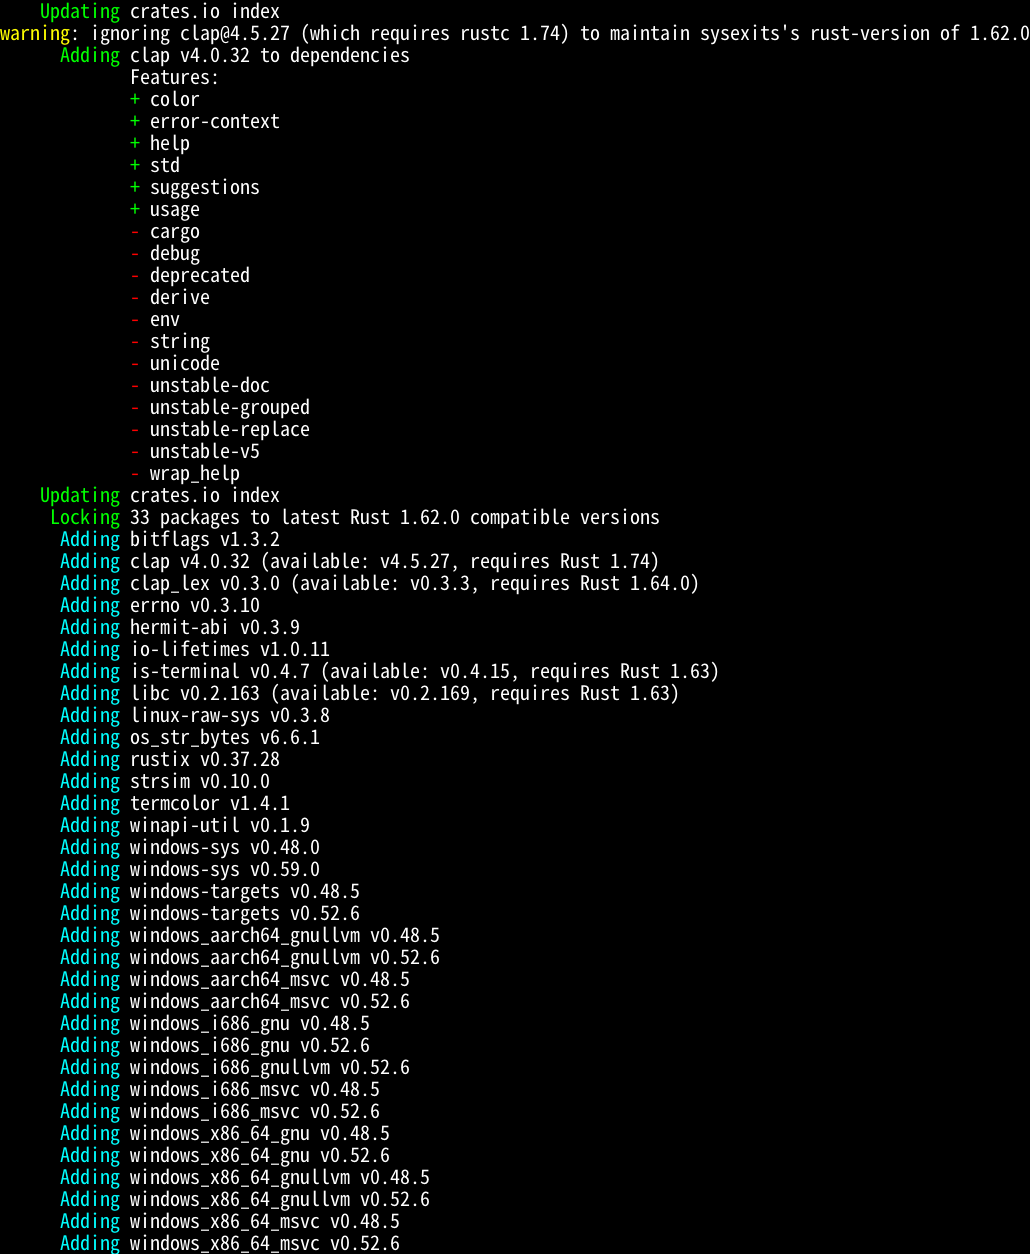 Updating crates.io index
warning: ignoring clap@4.5.27 (which requires rustc 1.74) to maintain sysexits's rust-version of 1.62.0
Adding clap v4.0.32 to dependencies
Features:
+ color
+ error-context
+ help
+ std
+ suggestions
+ usage
- cargo
- debug
- deprecated
- derive
- env
- string
- unicode
- unstable-doc
- unstable-grouped
- unstable-replace
- unstable-v5
- wrap_help
Updating crates.io index
Locking 33 packages to latest Rust 1.62.0 compatible versions
Adding bitflags v1.3.2
Adding clap v4.0.32 (available: v4.5.27, requires Rust 1.74)
Adding clap_lex v0.3.0 (available: v0.3.3, requires Rust 1.64.0)
Adding errno v0.3.10
Adding hermit-abi v0.3.9
Adding io-lifetimes v1.0.11
Adding is-terminal v0.4.7 (available: v0.4.15, requires Rust 1.63)
Adding libc v0.2.163 (available: v0.2.169, requires Rust 1.63)
Adding linux-raw-sys v0.3.8
Adding os_str_bytes v6.6.1
Adding rustix v0.37.28
Adding strsim v0.10.0
Adding termcolor v1.4.1
Adding winapi-util v0.1.9
Adding windows-sys v0.48.0
Adding windows-sys v0.59.0
Adding windows-targets v0.48.5
Adding windows-targets v0.52.6
Adding windows_aarch64_gnullvm v0.48.5
Adding windows_aarch64_gnullvm v0.52.6
Adding windows_aarch64_msvc v0.48.5
Adding windows_aarch64_msvc v0.52.6
Adding windows_i686_gnu v0.48.5
Adding windows_i686_gnu v0.52.6
Adding windows_i686_gnullvm v0.52.6
Adding windows_i686_msvc v0.48.5
Adding windows_i686_msvc v0.52.6
Adding windows_x86_64_gnu v0.48.5
Adding windows_x86_64_gnu v0.52.6
Adding windows_x86_64_gnullvm v0.48.5
Adding windows_x86_64_gnullvm v0.52.6
Adding windows_x86_64_msvc v0.48.5
Adding windows_x86_64_msvc v0.52.6